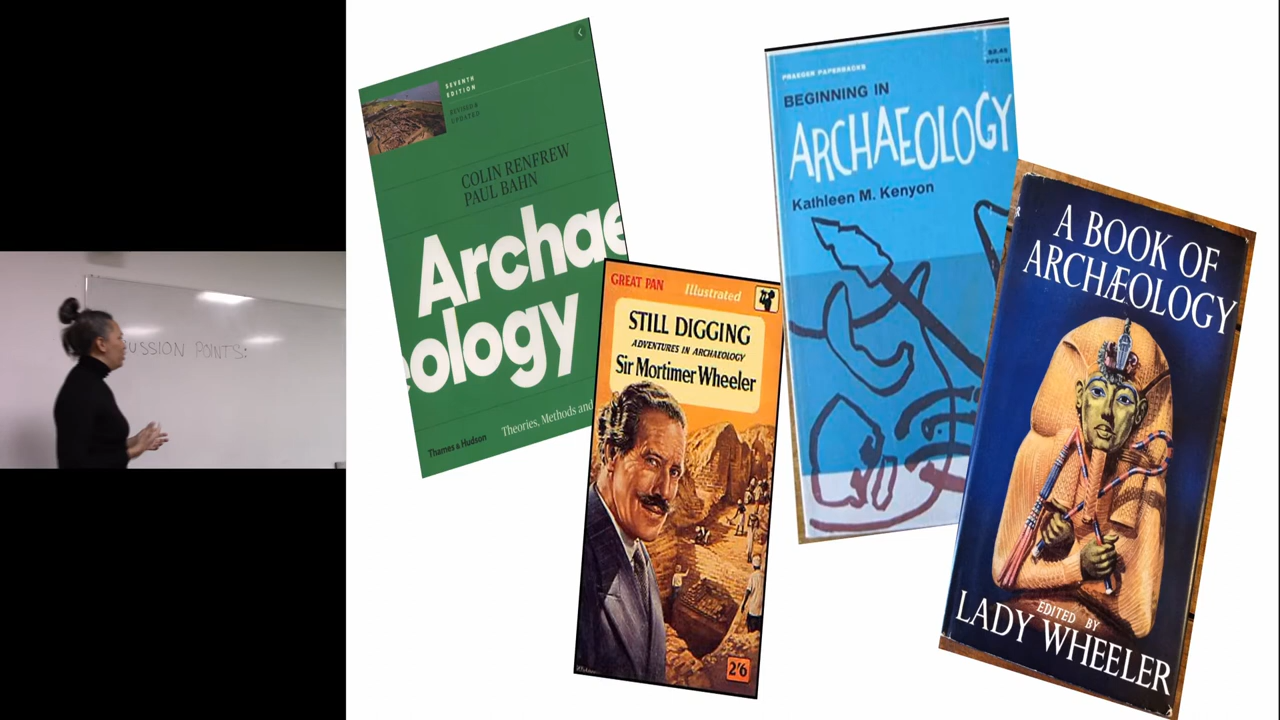 USSION POINTS:
SEVENTH
EDITION
REVISED &
UPDATED
COLIN RENFREW
PAUL BAHN
Archae
eology
Theories, Methods and
Thames & Hudson
GREAT PAN Illustrated
STILL DIGGING
ADVENTURES IN ARCHAEOLOGY
Sir Mortimer Wheeler
2'6
PRAEGER PAPERBACKS
BEGINNING IN
ARCHAEOLOGY
Kathleen M. Kenyon
A BOOK OF
ARCHÆOLOGY
EDITED BY
LADY WHEELER